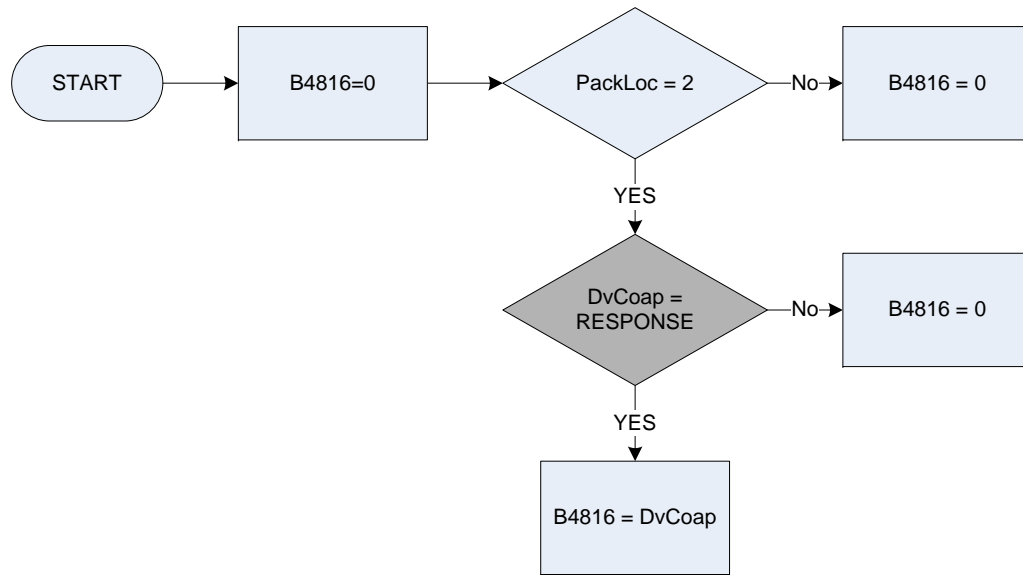 START
B4816=0
PackLoc = 2
No
B4816 = 0
YES
DvCoap =
RESPONSE
No
B4816 = 0
YES
B4816 = DvCoap